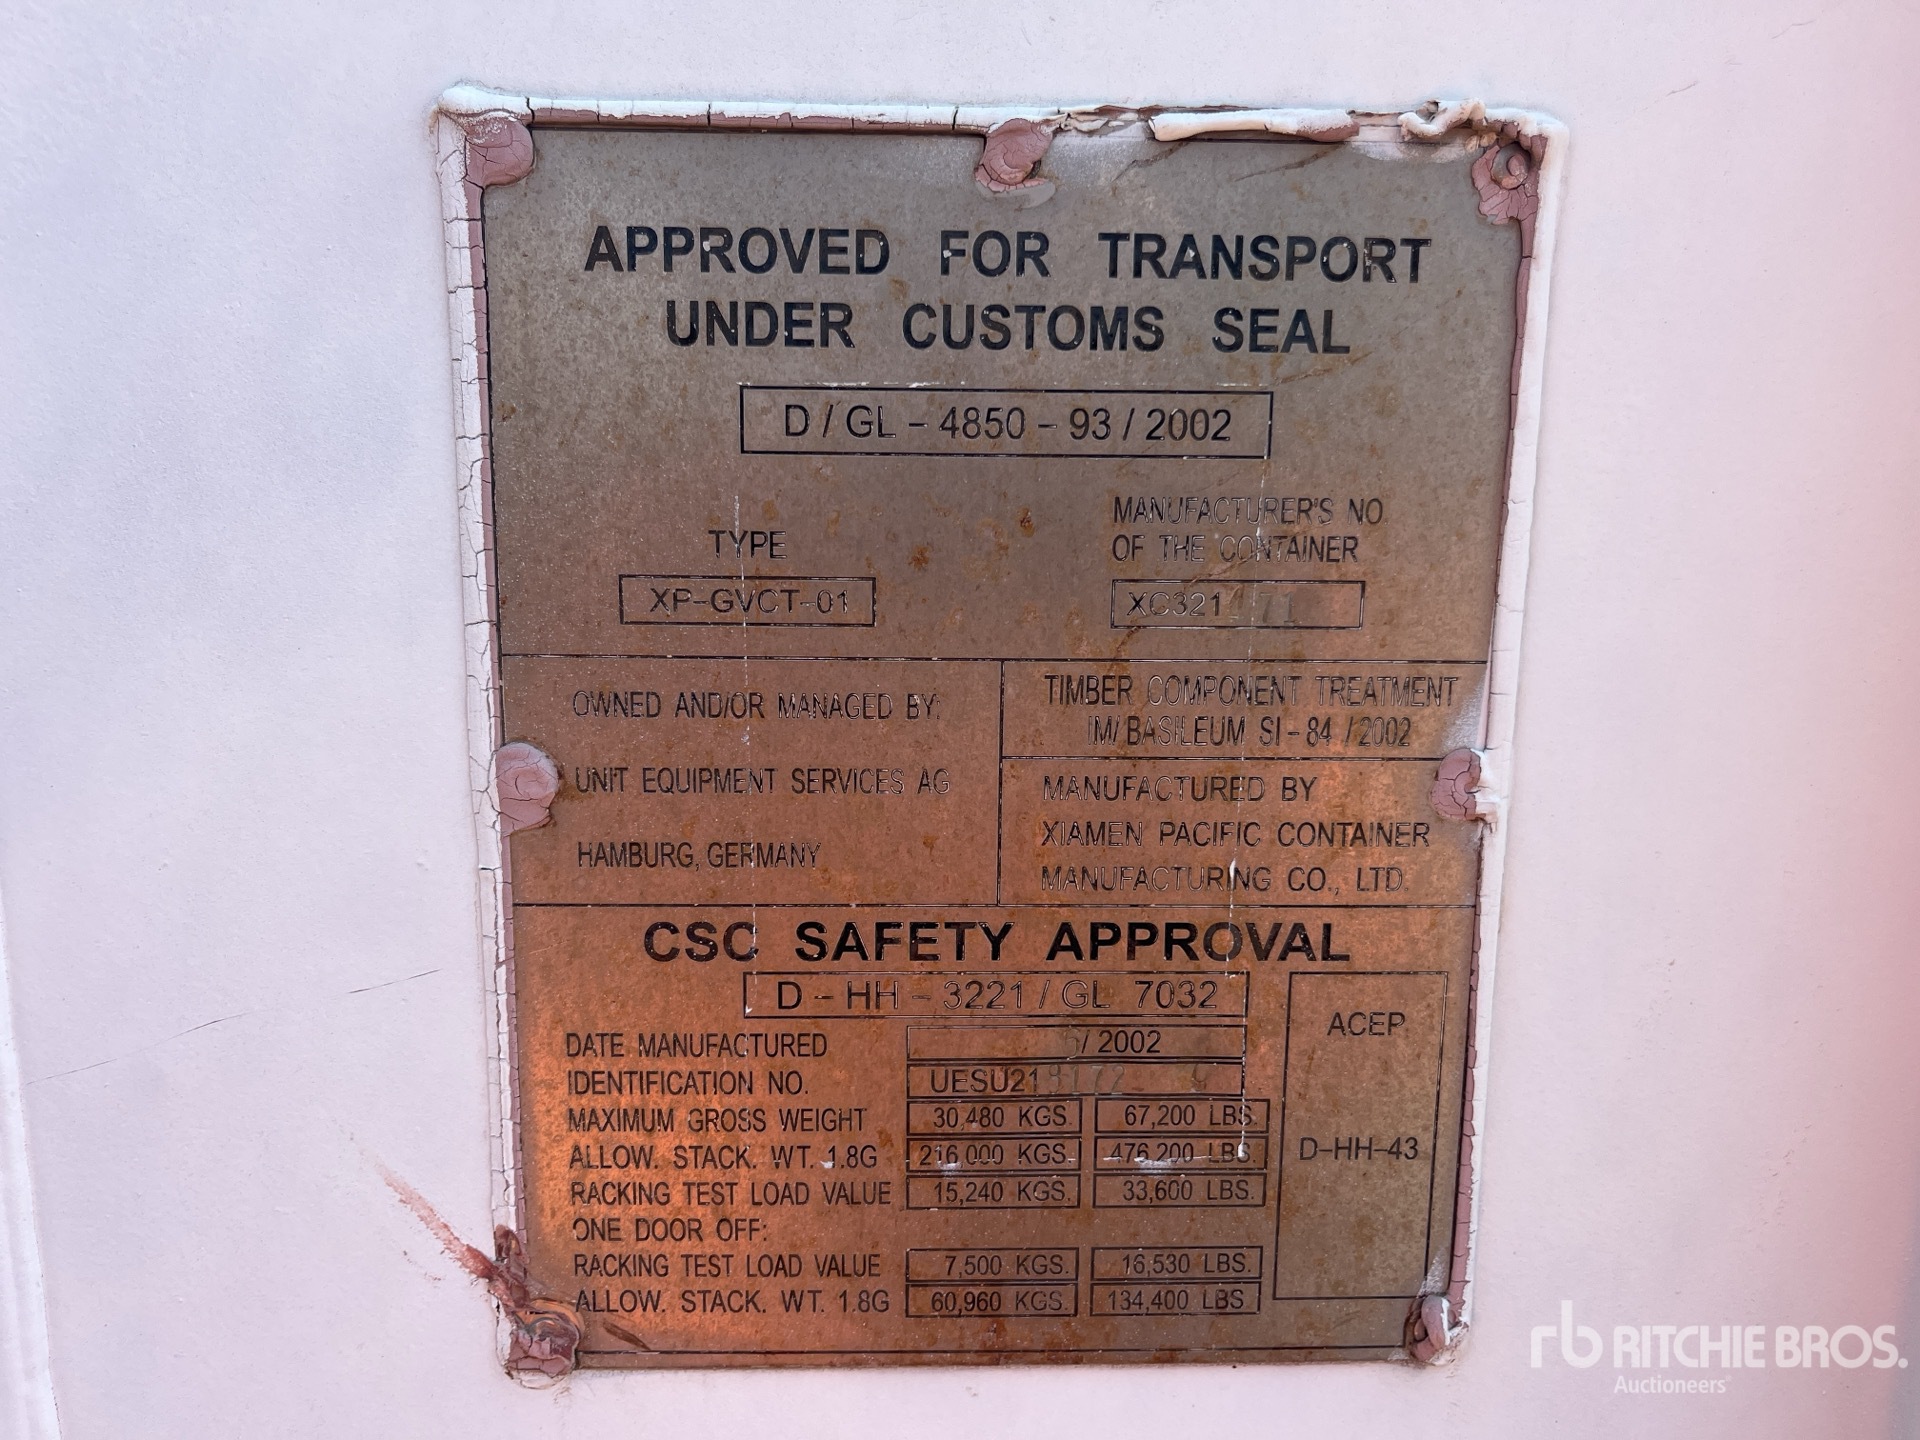 APPROVED FOR TRANSPORT
UNDER CUSTOMS SEAL
D / GL - 4850 - 93 / 2002
TYPE
XP-GVCT-01
MANUFACTURER'S NO.
OF THE CONTAINER
OWNED AND/OR MANAGED BY:
UNIT EQUIPMENT SERVICES AG
HAMBURG, GERMANY
TIMBER COMPONENT TREATMENT
IM/ BASILEUM SI - 84 / 2002
MANUFACTURED BY
XIAMEN PACIFIC CONTAINER
MANUFACTURING CO., LTD.
CSC SAFETY APPROVAL
D - HH - 3221 / GL 7032
DATE MANUFACTURED / 2002
IDENTIFICATION NO.
MAXIMUM GROSS WEIGHT 30,480 KGS. 67,200 LBS.
ALLOW. STACK. WT. 1.8G 216,000 KGS. 476,200 LBS.
RACKING TEST LOAD VALUE 15,240 KGS. 33,600 LBS.
ONE DOOR OFF:
RACKING TEST LOAD VALUE 7,500 KGS. 16,530 LBS.
ALLOW. STACK. WT. 1.8G 60,960 KGS. 134,400 LBS
ACEP
D-HH-43
rb RITCHIE BROS.
Auctioneers